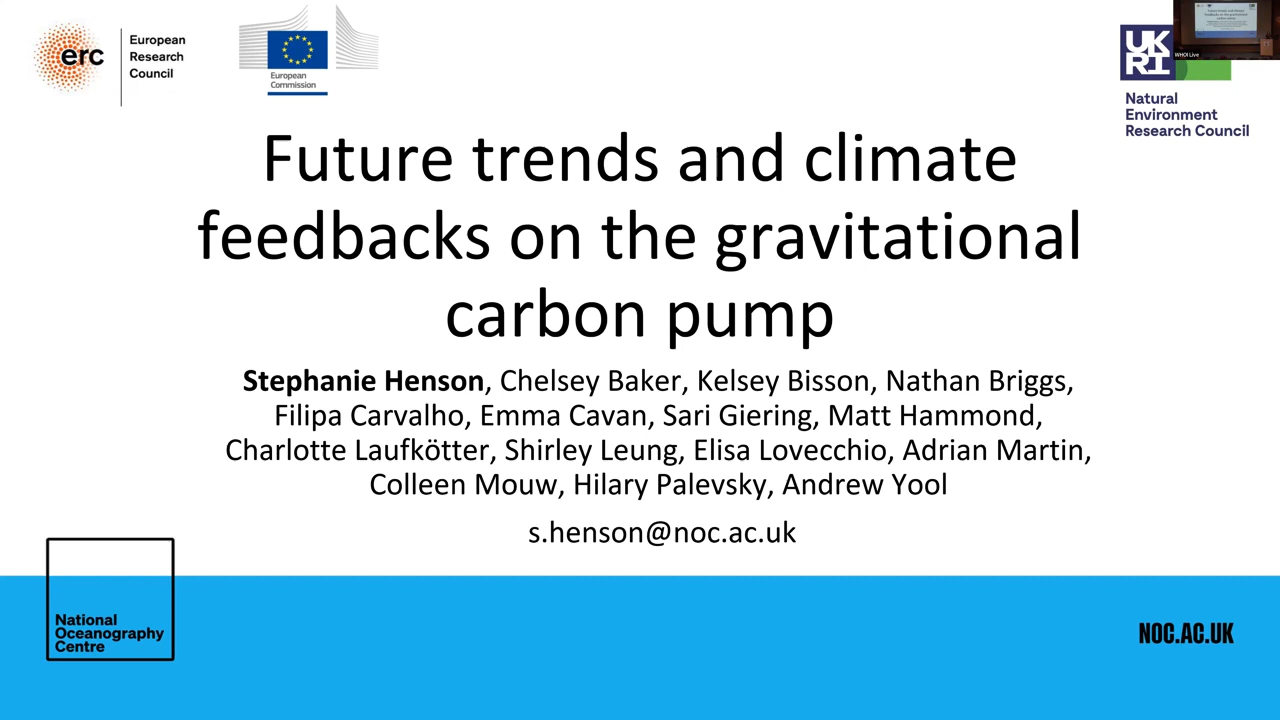 erc
European
Research
Council
European
Commission
UK
RI
WHOI Live
Natural
Environment
Research Council
Future trends and climate
feedbacks on the gravitational
carbon pump
Stephanie Henson, Chelsey Baker, Kelsey Bisson, Nathan Briggs,
Filipa Carvalho, Emma Cavan, Sari Giering, Matt Hammond,
Charlotte Laufkötter, Shirley Leung, Elisa Lovecchio, Adrian Martin,
Colleen Mouw, Hilary Palevsky, Andrew Yool
s.henson@noc.ac.uk
National
Oceanography
Centre
NOC.AC.UK